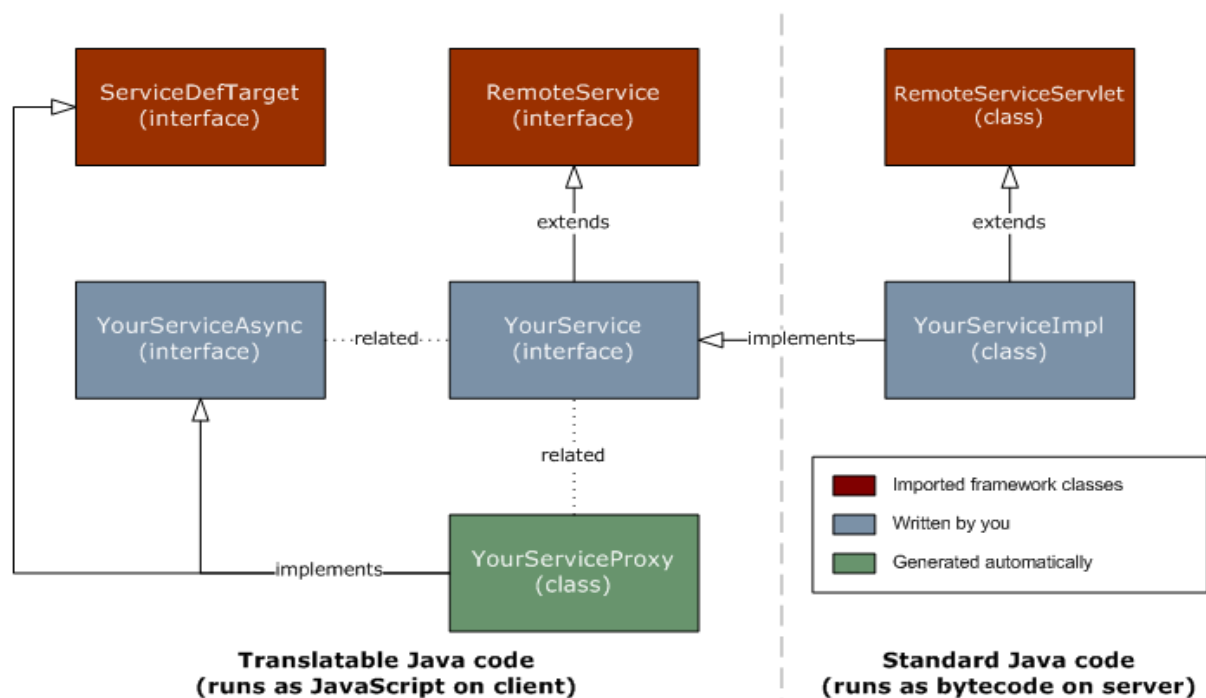 ServiceDefTarget
(interface)
RemoteService
(interface)
RemoteServiceServlet
(class)
extends
extends
YourServiceAsync
(interface)
related
YourService
(interface)
implements
YourServiceImpl
(class)
related
Imported framework classes
Written by you
Generated automatically
implements
YourServiceProxy
(class)
Translatable Java code
(runs as JavaScript on client)
Standard Java code
(runs as bytecode on server)